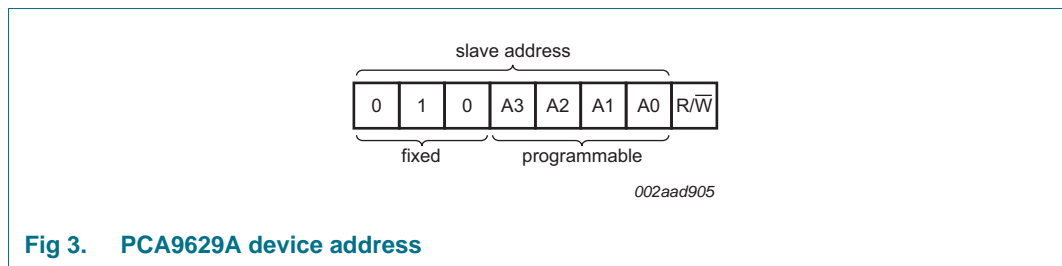 slave address
0 1 0 A3 A2 A1 A0 R/W̅
fixed programmable
002aad905
Fig 3. PCA9629A device address